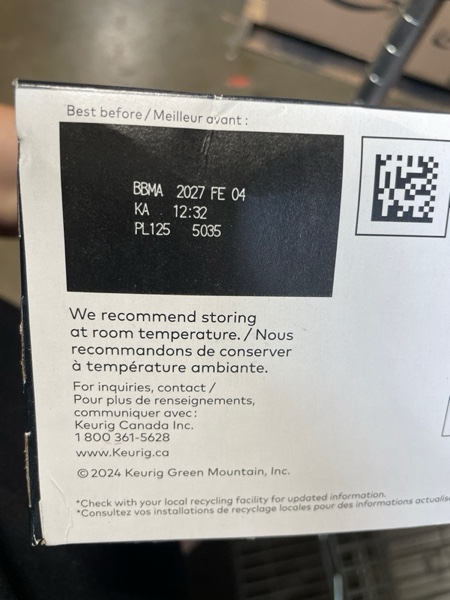 Best before / Meilleur avant :
BBMA 2027 FE 04
KA 12:32
PL125 5035
We recommend storing
at room temperature. / Nous
recommandons de conserver
à température ambiante.
For inquiries, contact /
Pour plus de renseignements,
communiquer avec :
Keurig Canada Inc.
1 800 361-5628
www.Keurig.ca
© 2024 Keurig Green Mountain, Inc.
*Check with your local recycling facility for updated information.
*Consultez vos installations de recyclage locales pour des informations